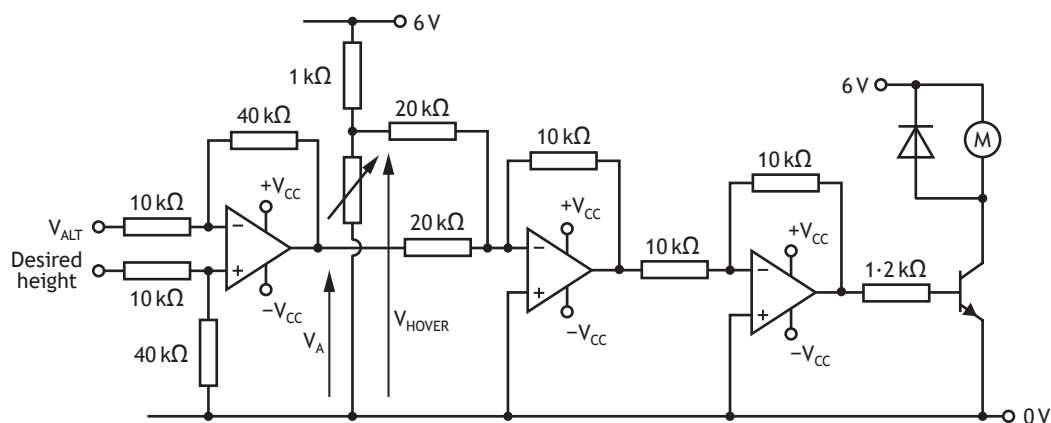 6 V
1 kΩ
40 kΩ
20 kΩ
10 kΩ
10 kΩ
6 V
M
V_ALT
10 kΩ
+V_CC
−
+
−V_CC
Desired
height
10 kΩ
40 kΩ
20 kΩ
V_A
V_HOVER
+V_CC
−
+
−V_CC
10 kΩ
+V_CC
−
+
−V_CC
1·2 kΩ
0 V